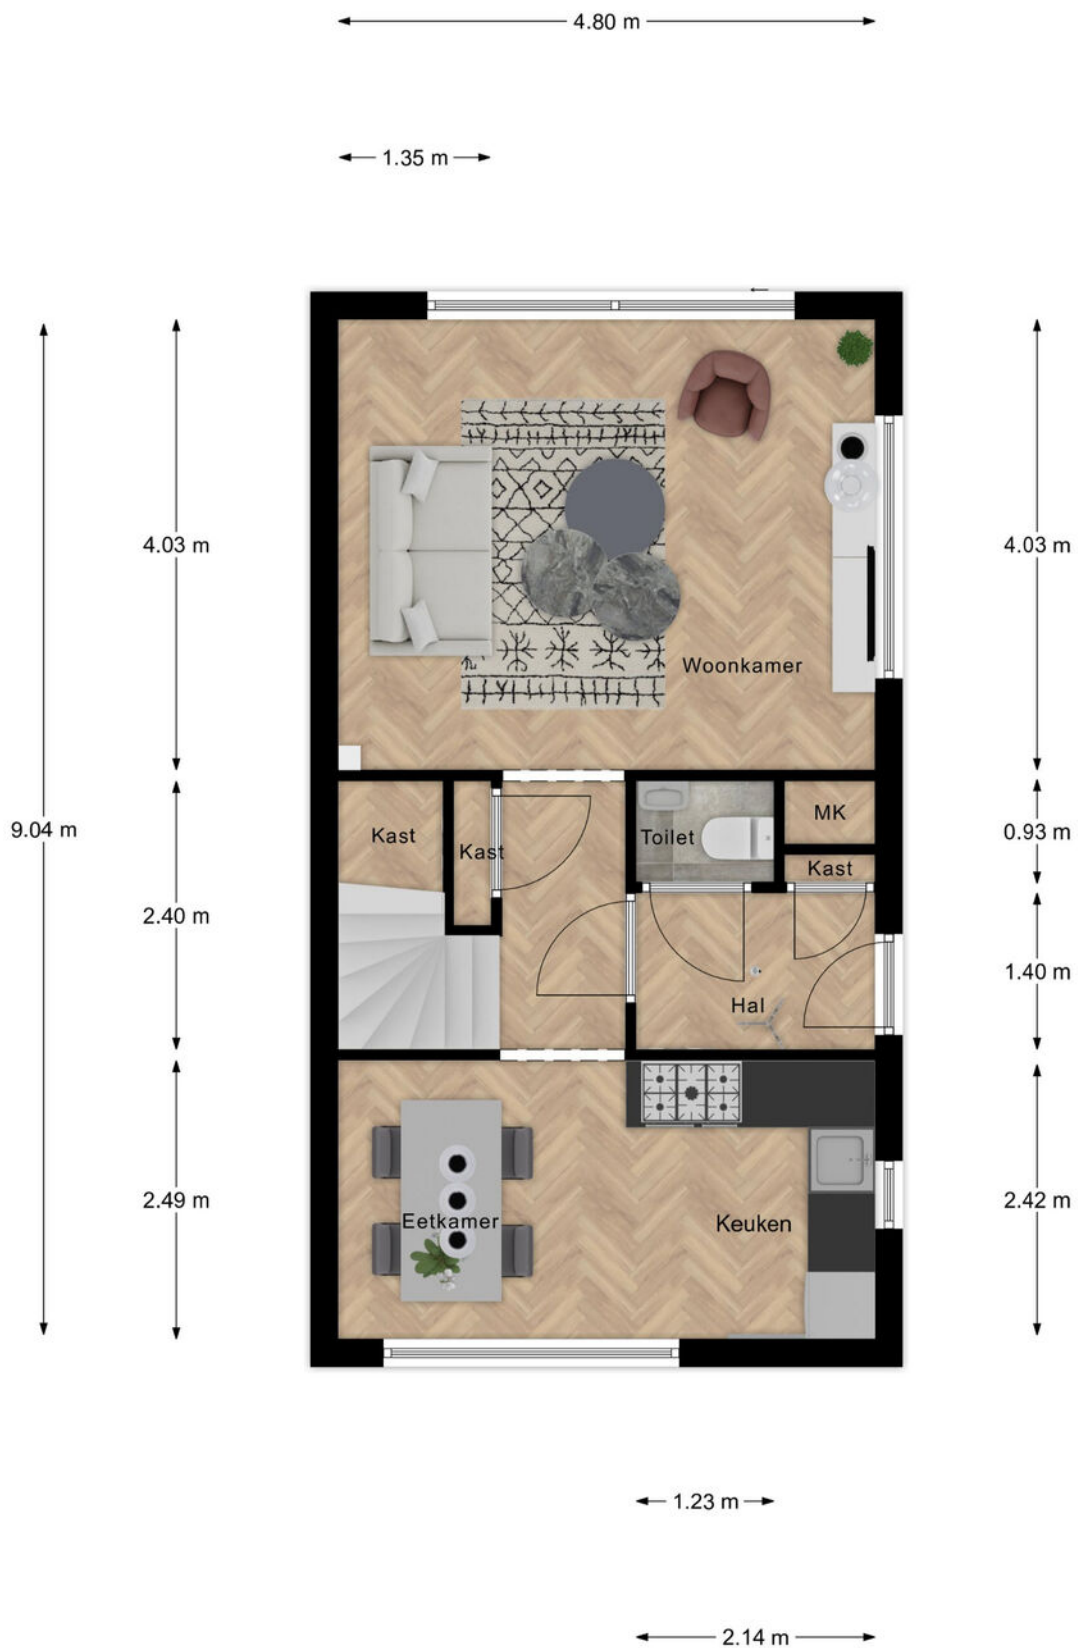 4.80 m
1.35 m
4.03 m
4.03 m
Woonkamer
9.04 m
MK
Kast
Toilet
0.93 m
Kast
Kast
2.40 m
1.40 m
Hal
2.49 m
2.42 m
Eetkamer
Keuken
1.23 m
2.14 m